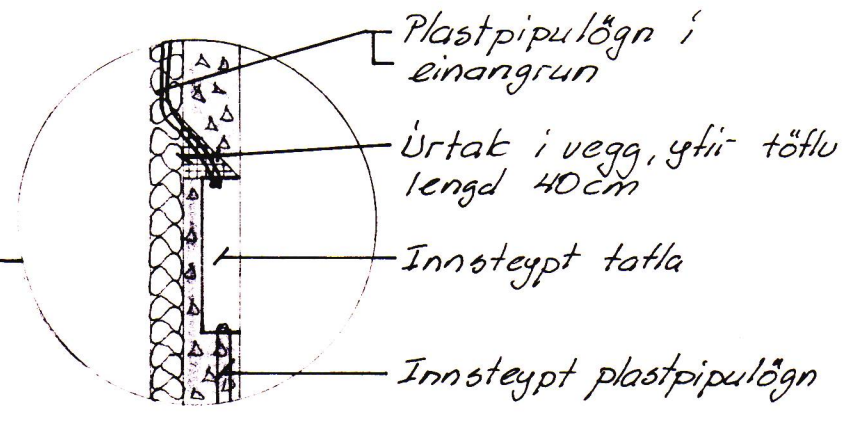 Plastpipulögn í
einangrun
Úrtak i vegg, yfir töflu
lengd 40cm
Innsteypt tafla
Innsteypt plastpipulögn